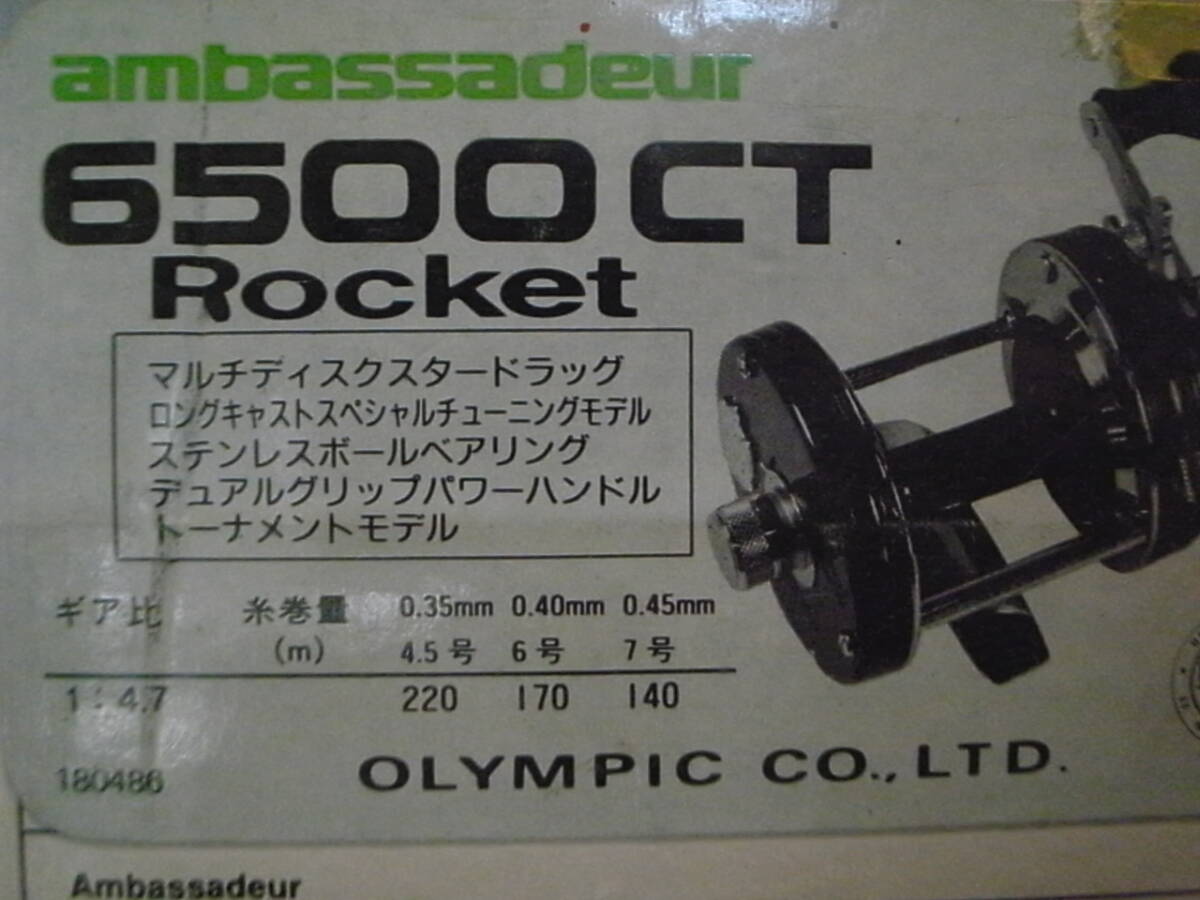 ambassadeur
6500CT
Rocket
マルチディスクスタードラッグ
ロングキャストスペシャルチューニングモデル
ステンレスボールベアリング
デュアルグリップパワーハンドル
トーナメントモデル
ギア比 糸巻量 0.35mm 0.40mm 0.45mm
(m) 4.5号 6号 7号
1:4.7 220 170 140
180486 OLYMPIC CO., LTD.
Ambassadeur